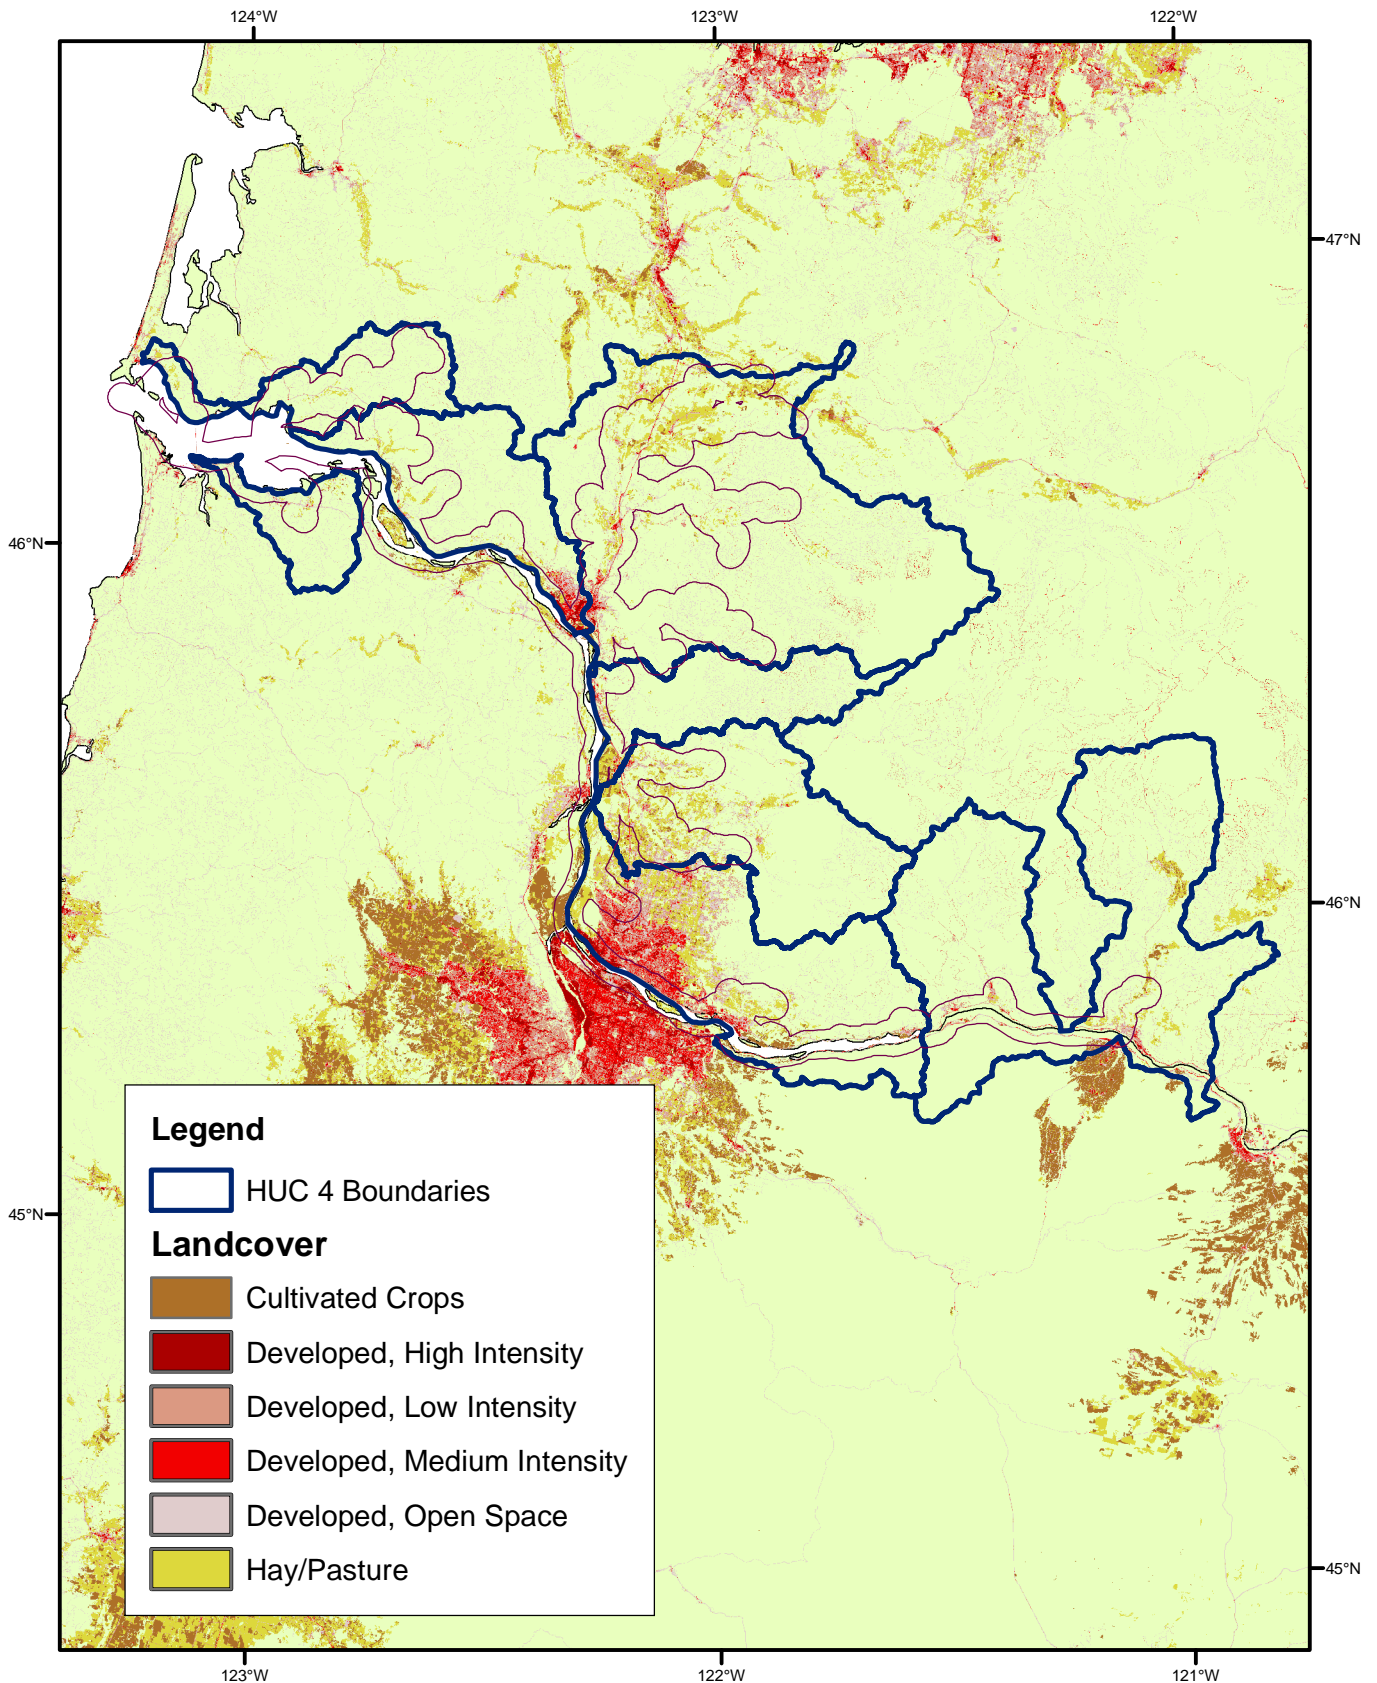 124°W 123°W 122°W
47°N
46°N
46°N
45°N
45°N
Legend
HUC 4 Boundaries
Landcover
Cultivated Crops
Developed, High Intensity
Developed, Low Intensity
Developed, Medium Intensity
Developed, Open Space
Hay/Pasture
123°W 122°W 121°W